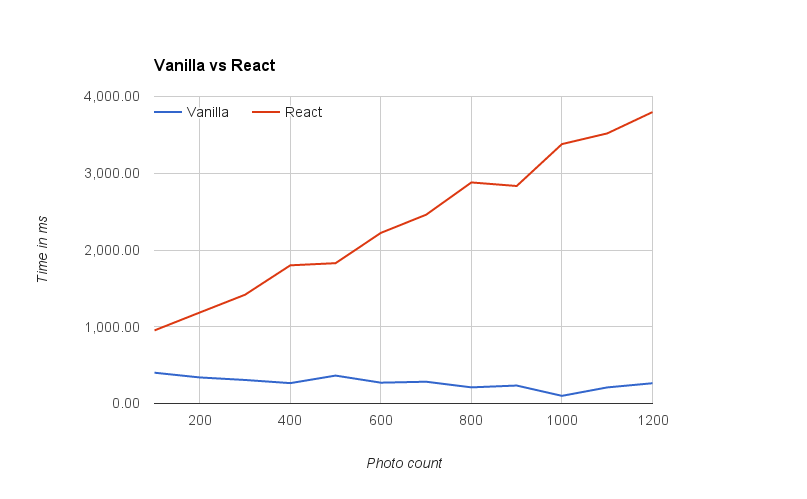 Vanilla vs React
4,000.00
Vanilla React
3,000.00
2,000.00
1,000.00
0.00
Time in ms
200 400 600 800 1000 1200
Photo count